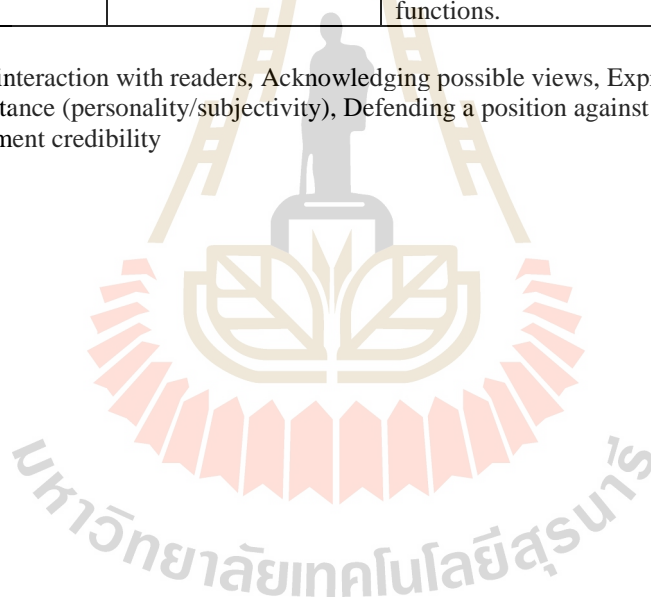 functions.
interaction with readers, Acknowledging possible views, Exp
tance (personality/subjectivity), Defending a position against
ment credibility
มหาวิทยาลัยเทคโนโลยีสุรนารี